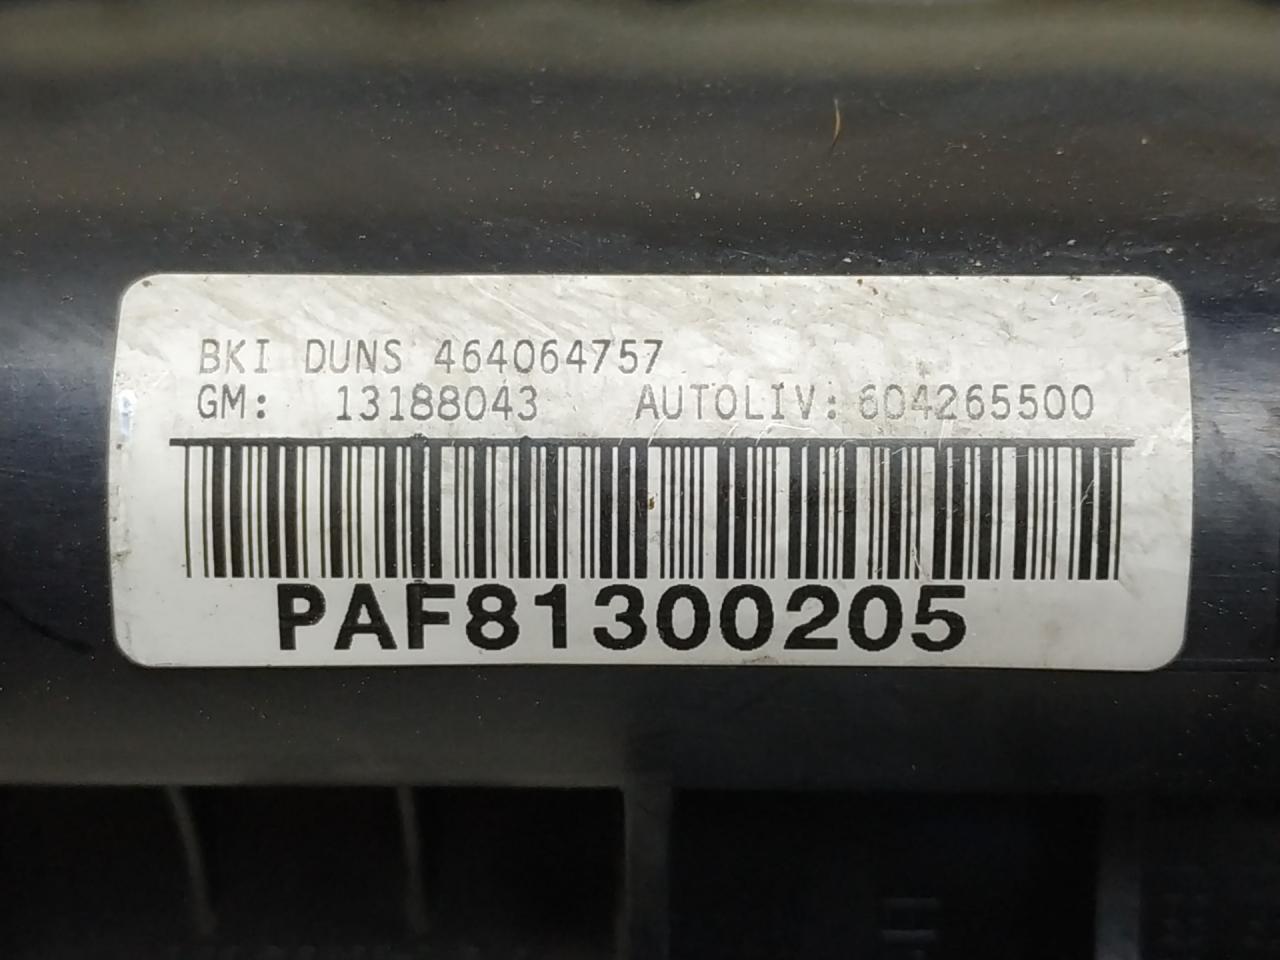 BKI DUNS 464064757
GM: 13188043 AUTOLIV: 604265500
PAF81300205